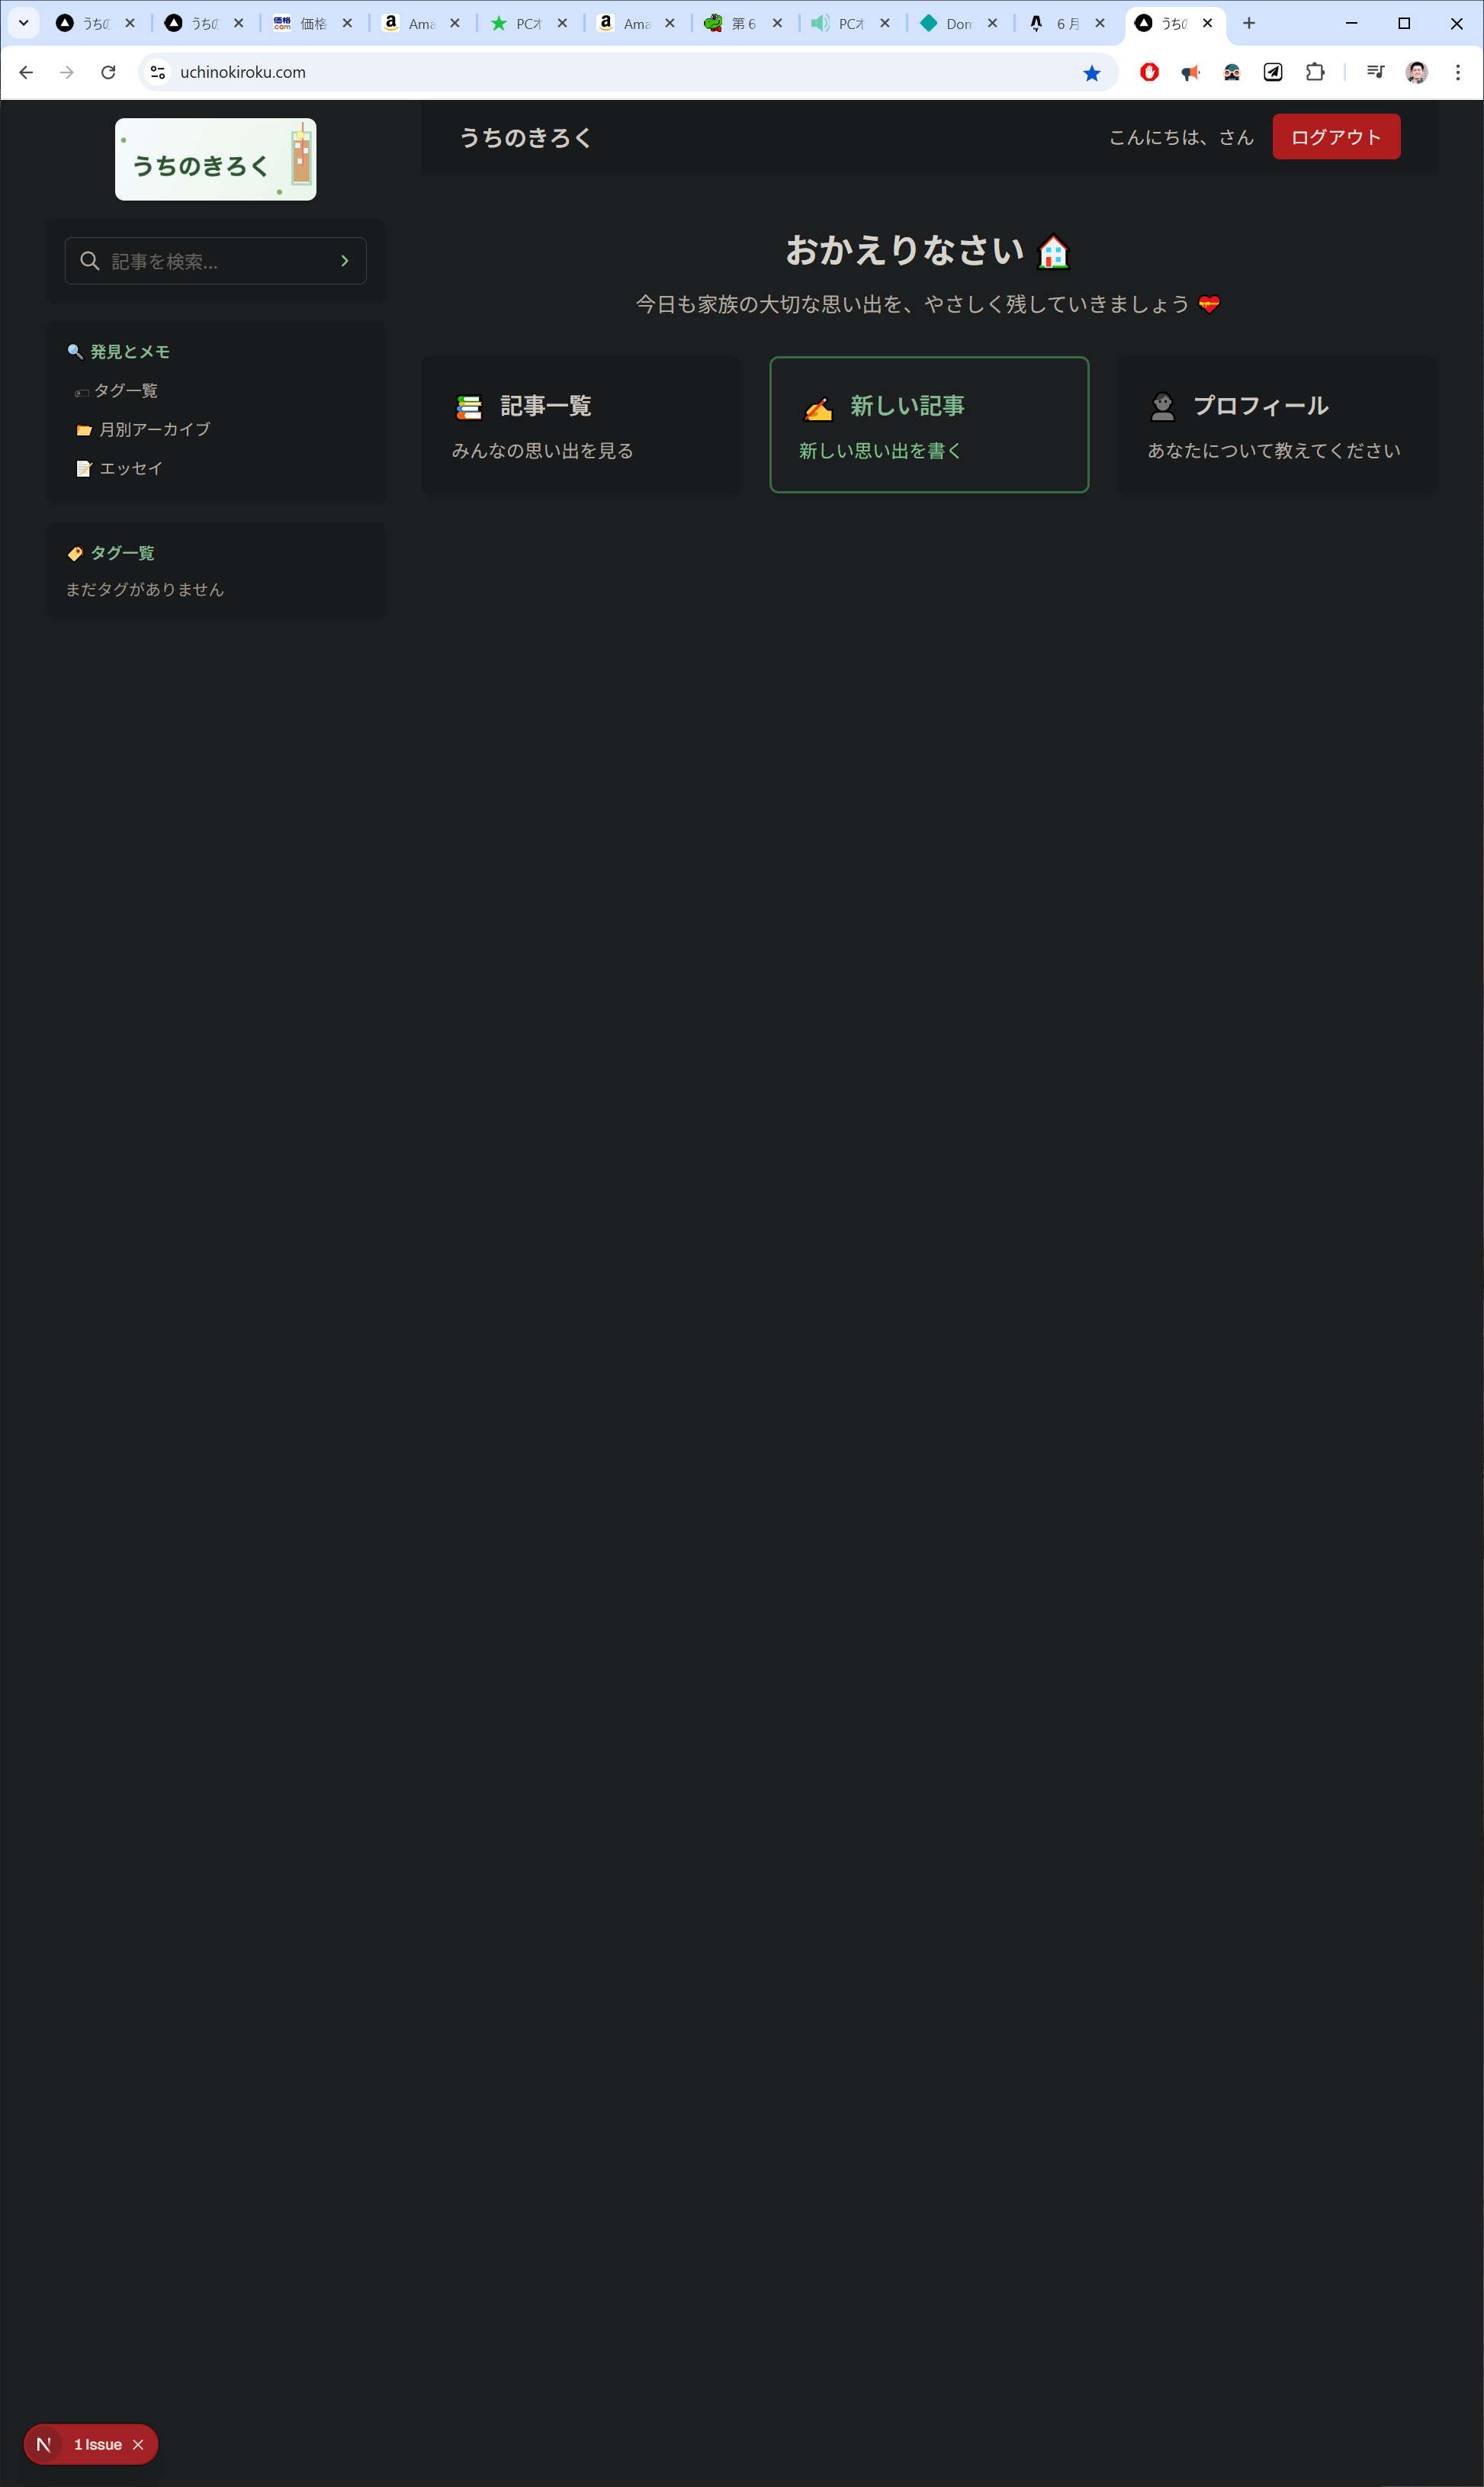 うちの
うちの
価格
Ama
PCオ
Ama
第 6
PCオ
Don
6 月
うちの
uchinokiroku.com
うちのきろく
うちのきろく
こんにちは、さん
ログアウト
記事を検索...
おかえりなさい
今日も家族の大切な思い出を、やさしく残していきましょう
発見とメモ
タグ一覧
月別アーカイブ
エッセイ
記事一覧
みんなの思い出を見る
新しい記事
新しい思い出を書く
プロフィール
あなたについて教えてください
タグ一覧
まだタグがありません
N
1 Issue